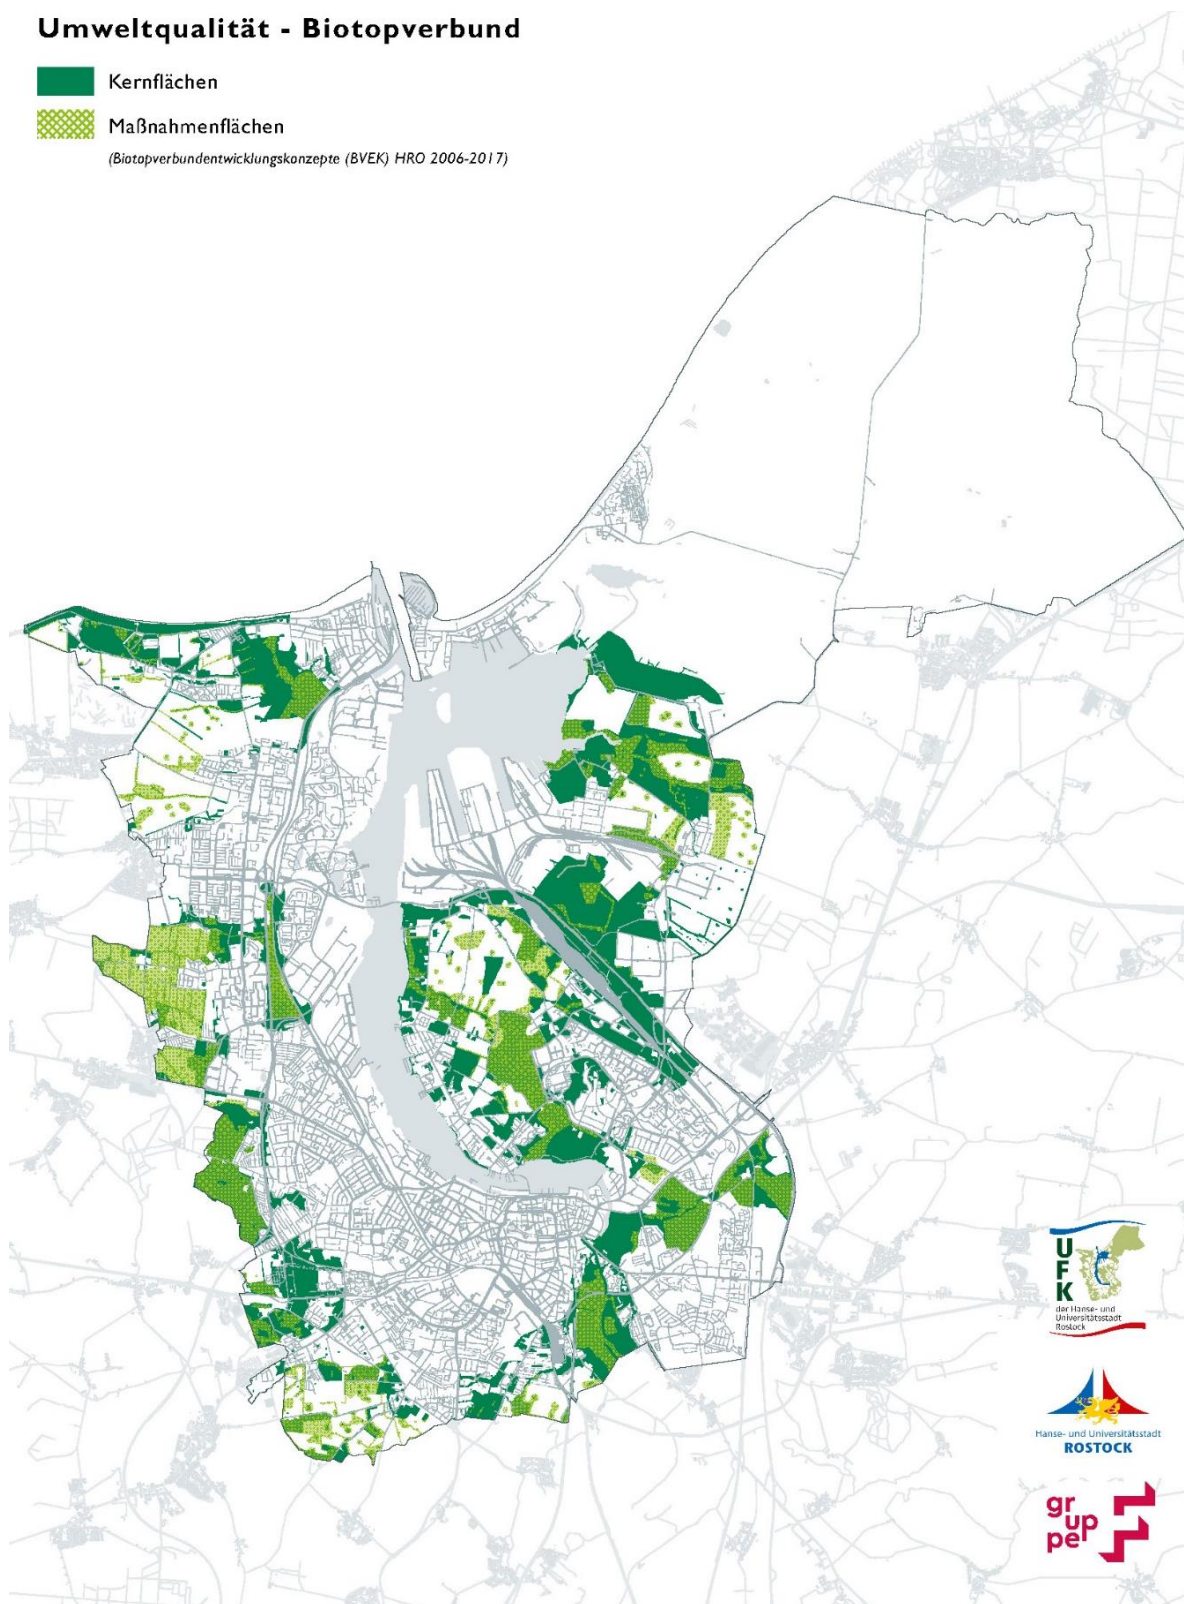 Umweltqualität - Biotopverbund
Kernflächen
Maßnahmenflächen
(Biotopverbundentwicklungskonzepte (BVEK) HRO 2006-2017)
UFK
der Hanse- und
Universitätsstadt
Rostock
Hanse- und Universitätsstadt
ROSTOCK
gr
up
pe
F